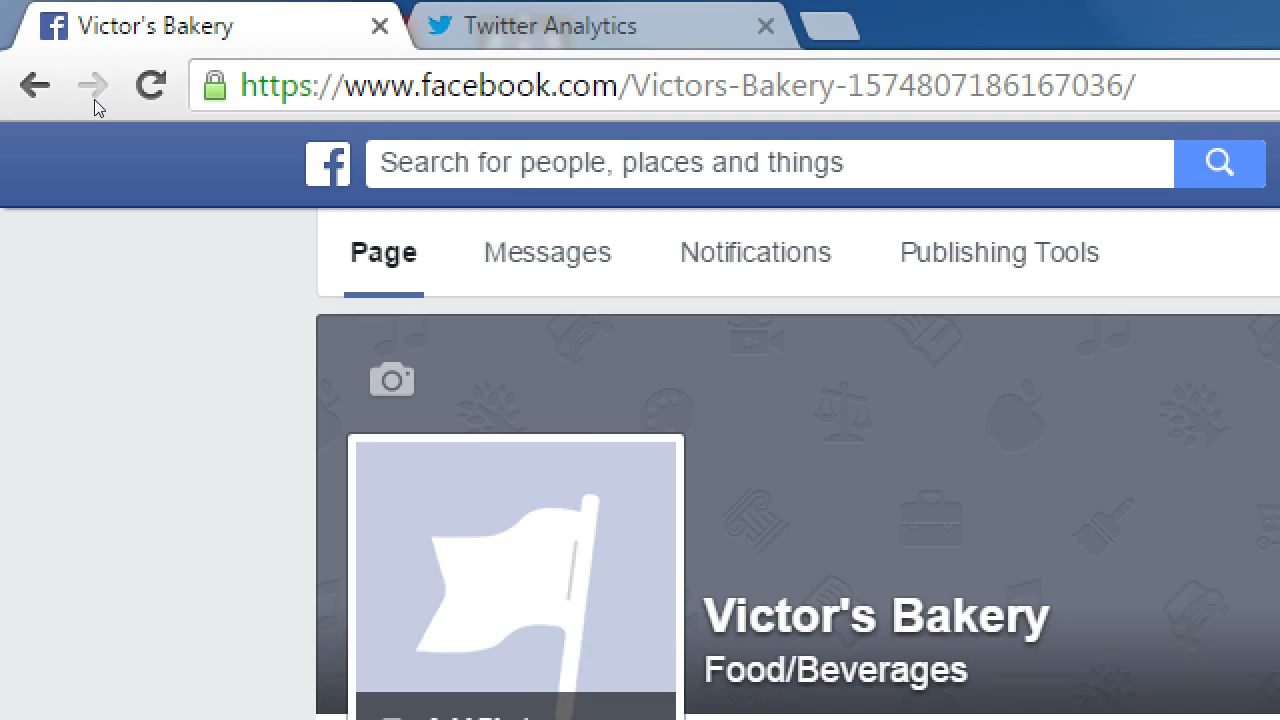 Victor's Bakery
Twitter Analytics
https://www.facebook.com/Victors-Bakery-1574807186167036/
Search for people, places and things
Page Messages Notifications Publishing Tools
Victor's Bakery
Food/Beverages